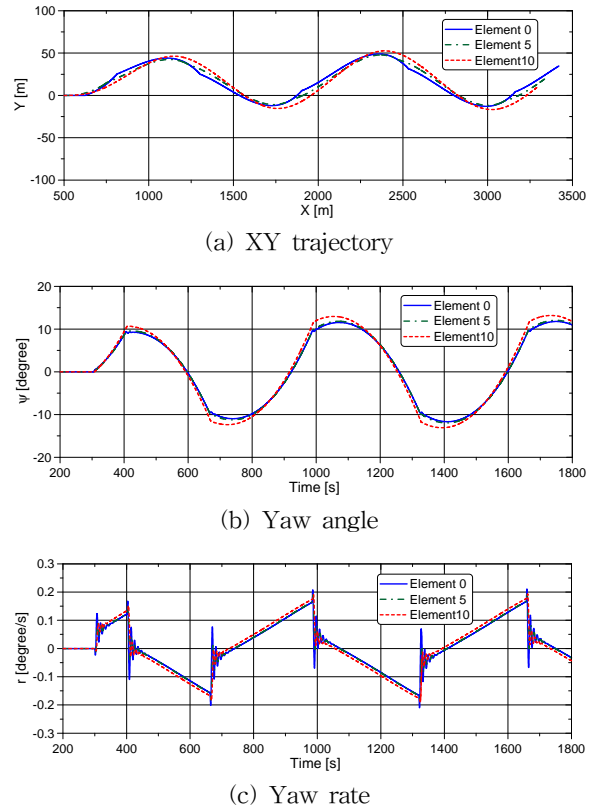 100
50
0
-50
-100
Y [m]
Element 0
Element 5
Element10
500 1000 1500 2000 2500 3000 3500
X [m]
(a) XY trajectory
20
10
0
-10
-20
ψ [degree]
Element 0
Element 5
Element10
200 400 600 800 1000 1200 1400 1600 1800
Time [s]
(b) Yaw angle
0.3
0.2
0.1
0
-0.1
-0.2
-0.3
r [degree/s]
Element 0
Element 5
Element10
200 400 600 800 1000 1200 1400 1600 1800
Time [s]
(c) Yaw rate